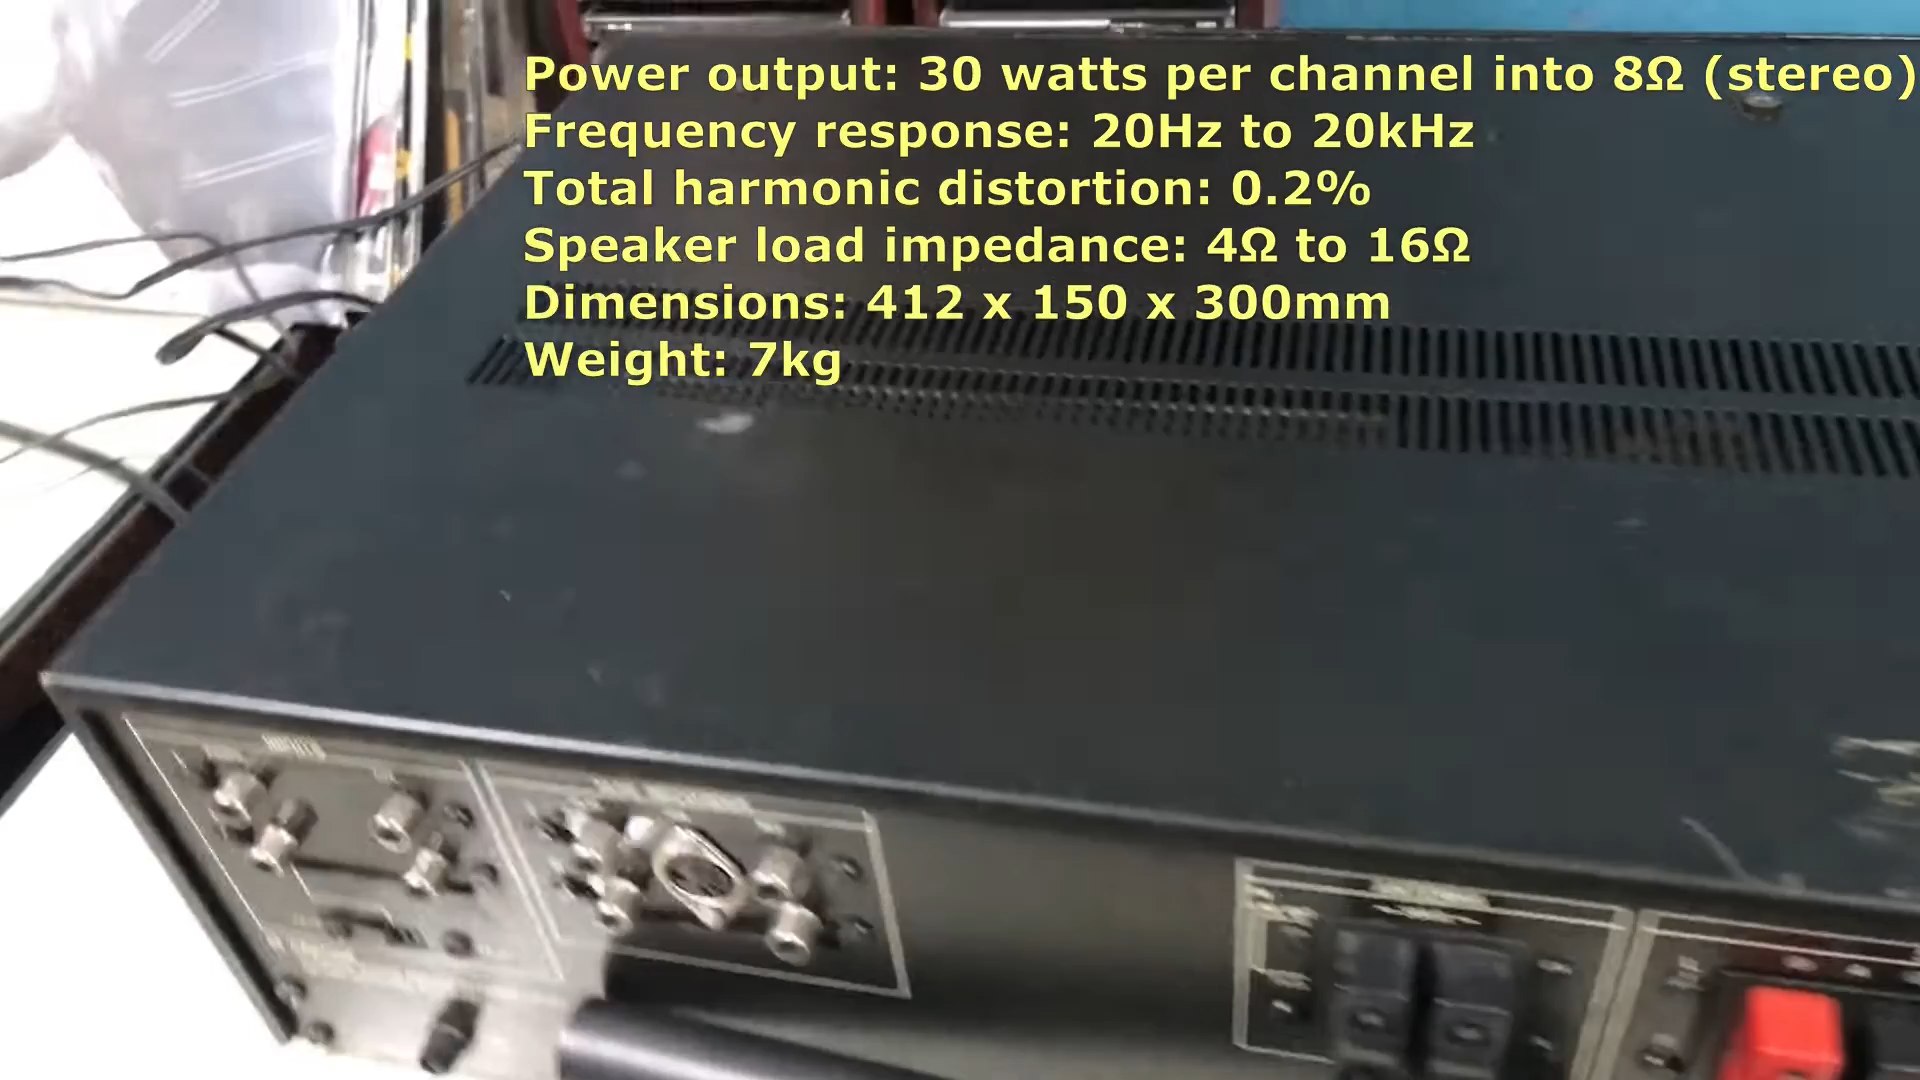 Power output: 30 watts per channel into 8Ω (stereo)
Frequency response: 20Hz to 20kHz
Total harmonic distortion: 0.2%
Speaker load impedance: 4Ω to 16Ω
Dimensions: 412 x 150 x 300mm
Weight: 7kg